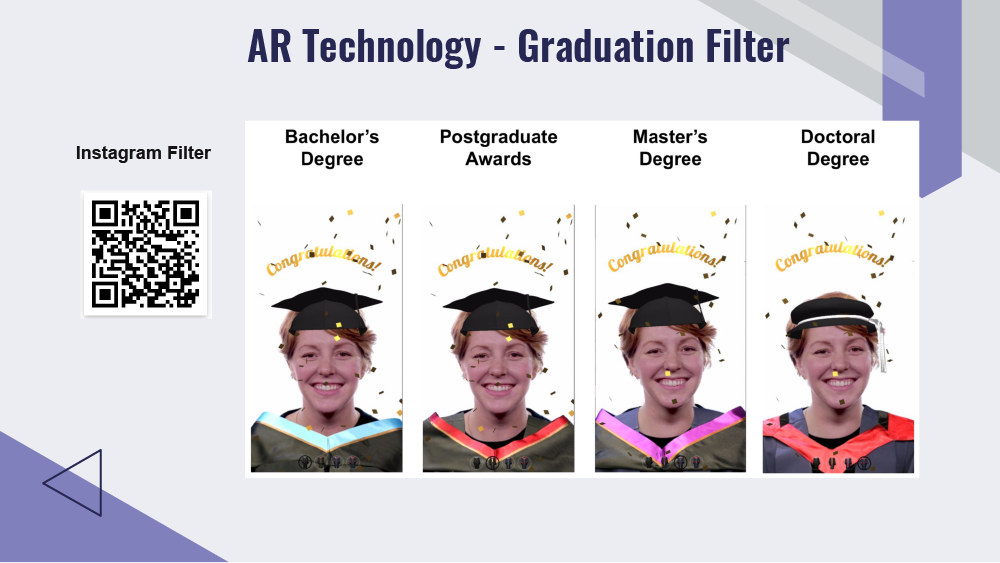 AR Technology - Graduation Filter
Instagram Filter
Bachelor’s
Degree
Postgraduate
Awards
Master’s
Degree
Doctoral
Degree
Congratulations!
Congratulations!
Congratulations!
Congratulations!